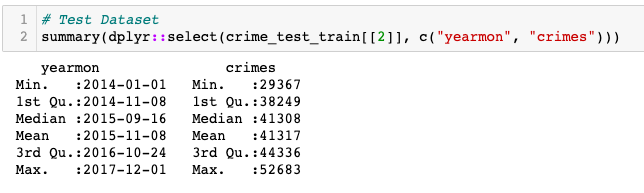 1 # Test Dataset
2 summary(dplyr::select(crime_test_train[[2]], c("yearmon", "crimes")))
yearmon crimes
Min. :2014-01-01 Min. :29367
1st Qu.:2014-11-08 1st Qu.:38249
Median :2015-09-16 Median :41308
Mean :2015-11-08 Mean :41317
3rd Qu.:2016-10-24 3rd Qu.:44336
Max. :2017-12-01 Max. :52683